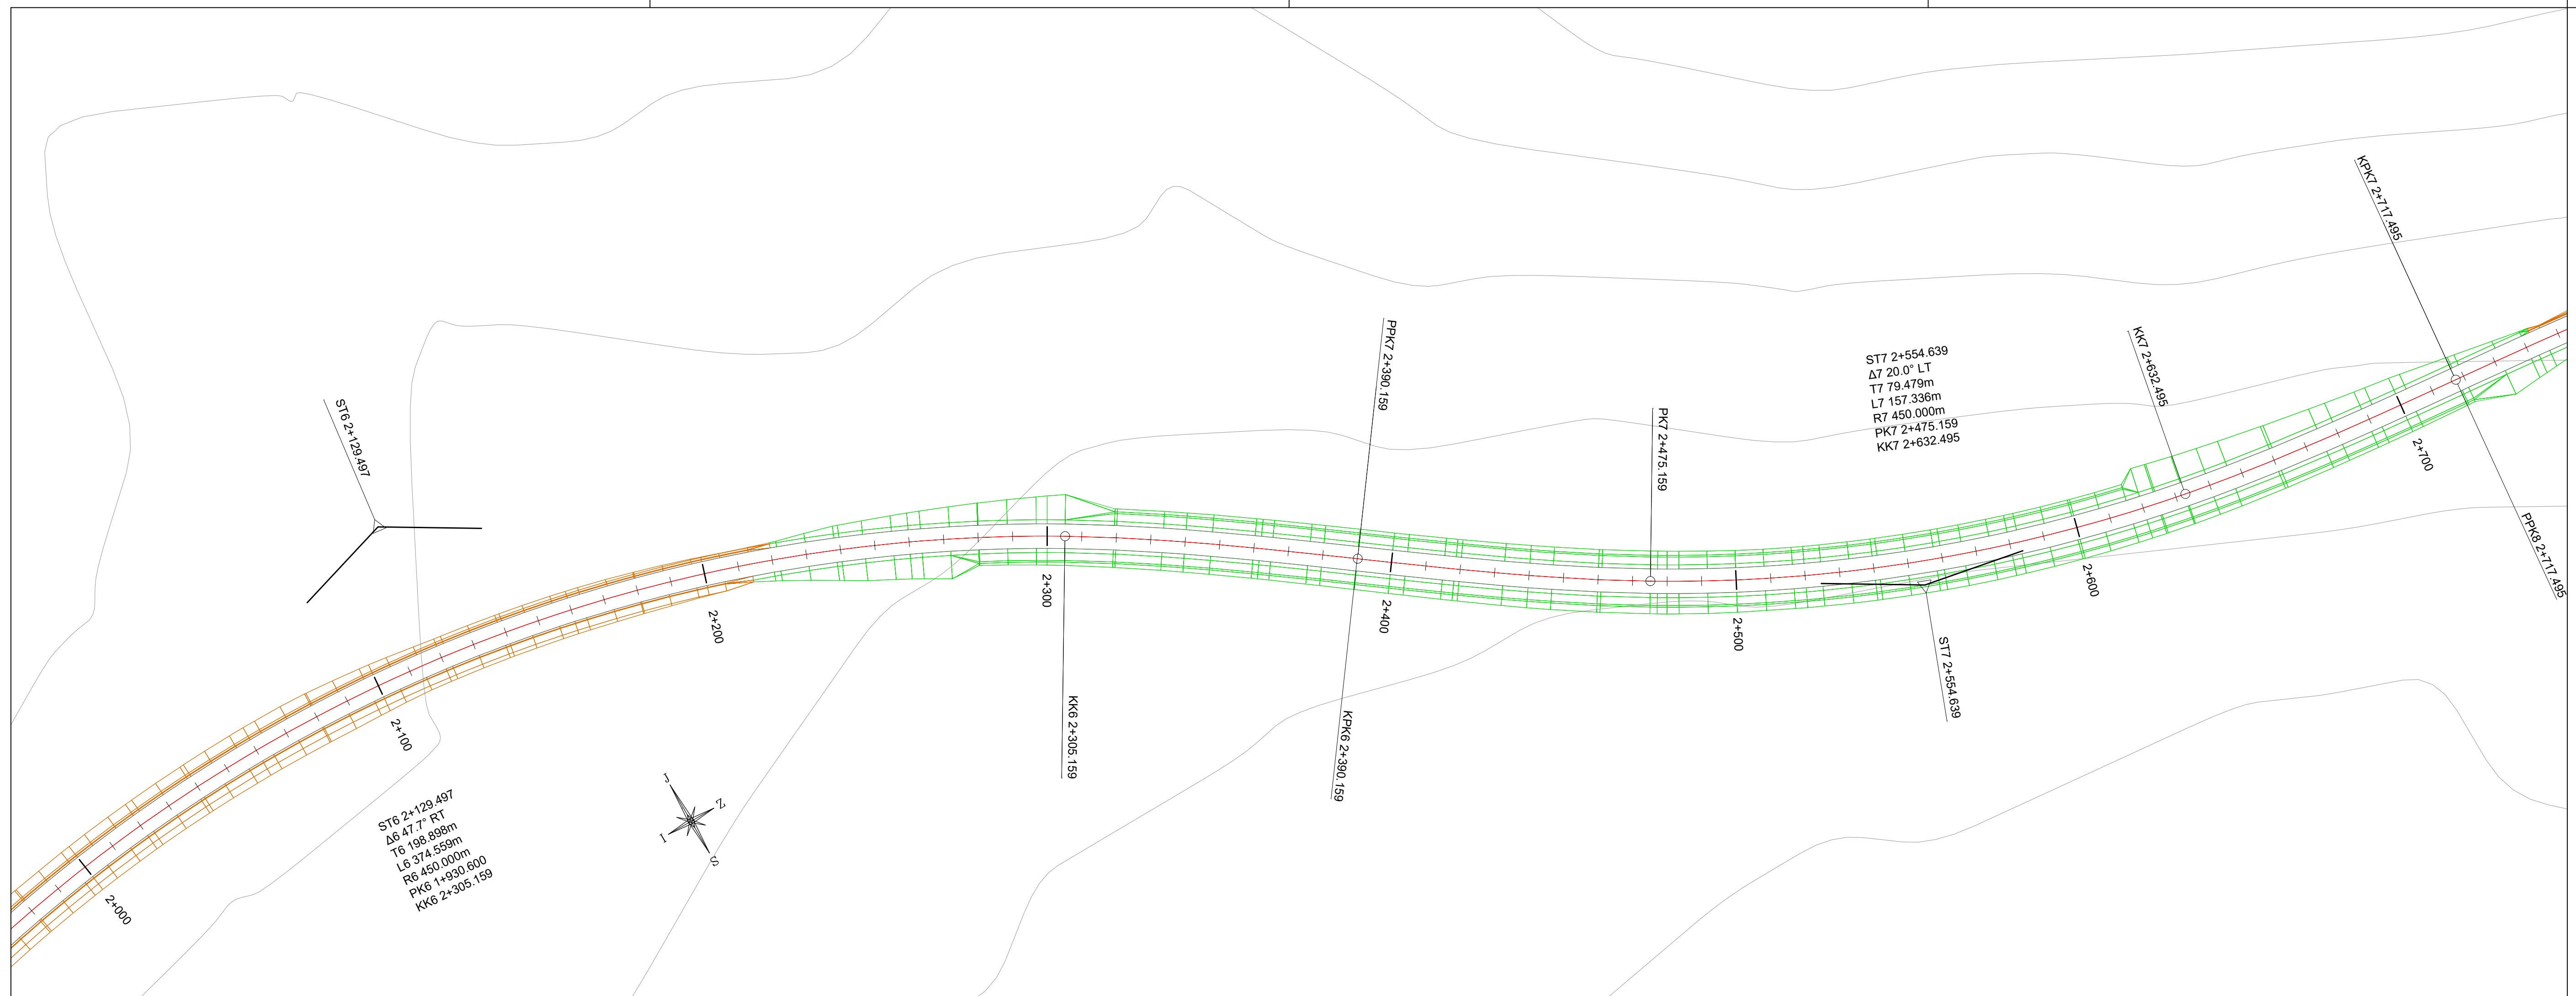 ST6 2+129.497
2+000
2+100
ST6 2+129.497
Δ6 47.7° RT
T6 198.898m
L6 374.559m
R6 450.000m
PK6 1+930.600
KK6 2+305.159
2+200
J
Z
I
S
2+300
KK6 2+305.159
PPK7 2+390.159
KPK6 2+390.159
2+400
PK7 2+475.159
2+500
ST7 2+554.639
Δ7 20.0° LT
T7 79.479m
L7 157.336m
R7 450.000m
PK7 2+475.159
KK7 2+632.495
ST7 2+554.639
2+600
KK7 2+632.495
KPK7 2+717.495
2+700
PPK8 2+717.495